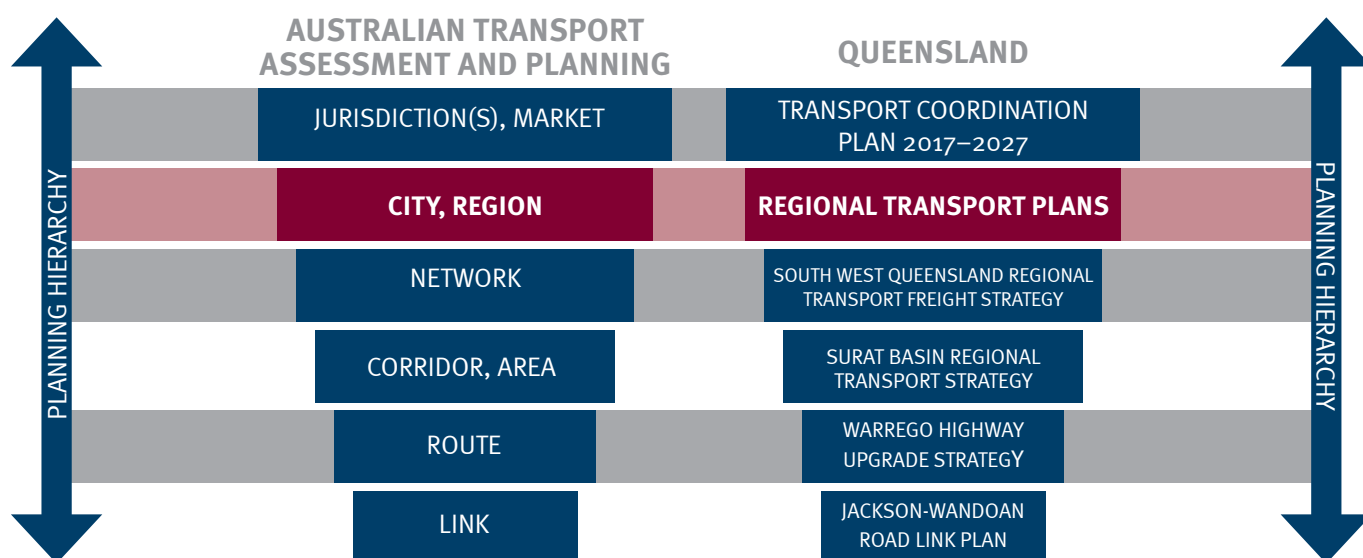 AUSTRALIAN TRANSPORT
ASSESSMENT AND PLANNING
QUEENSLAND
PLANNING HIERARCHY
JURISDICTION(S), MARKET
TRANSPORT COORDINATION
PLAN 2017–2027
CITY, REGION
REGIONAL TRANSPORT PLANS
NETWORK
SOUTH WEST QUEENSLAND REGIONAL
TRANSPORT FREIGHT STRATEGY
CORRIDOR, AREA
SURAT BASIN REGIONAL
TRANSPORT STRATEGY
ROUTE
WARREGO HIGHWAY
UPGRADE STRATEGY
LINK
JACKSON-WANDOAN
ROAD LINK PLAN
PLANNING HIERARCHY